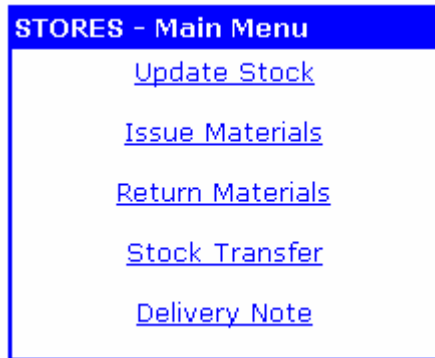 STORES - Main Menu
Update Stock
Issue Materials
Return Materials
Stock Transfer
Delivery Note